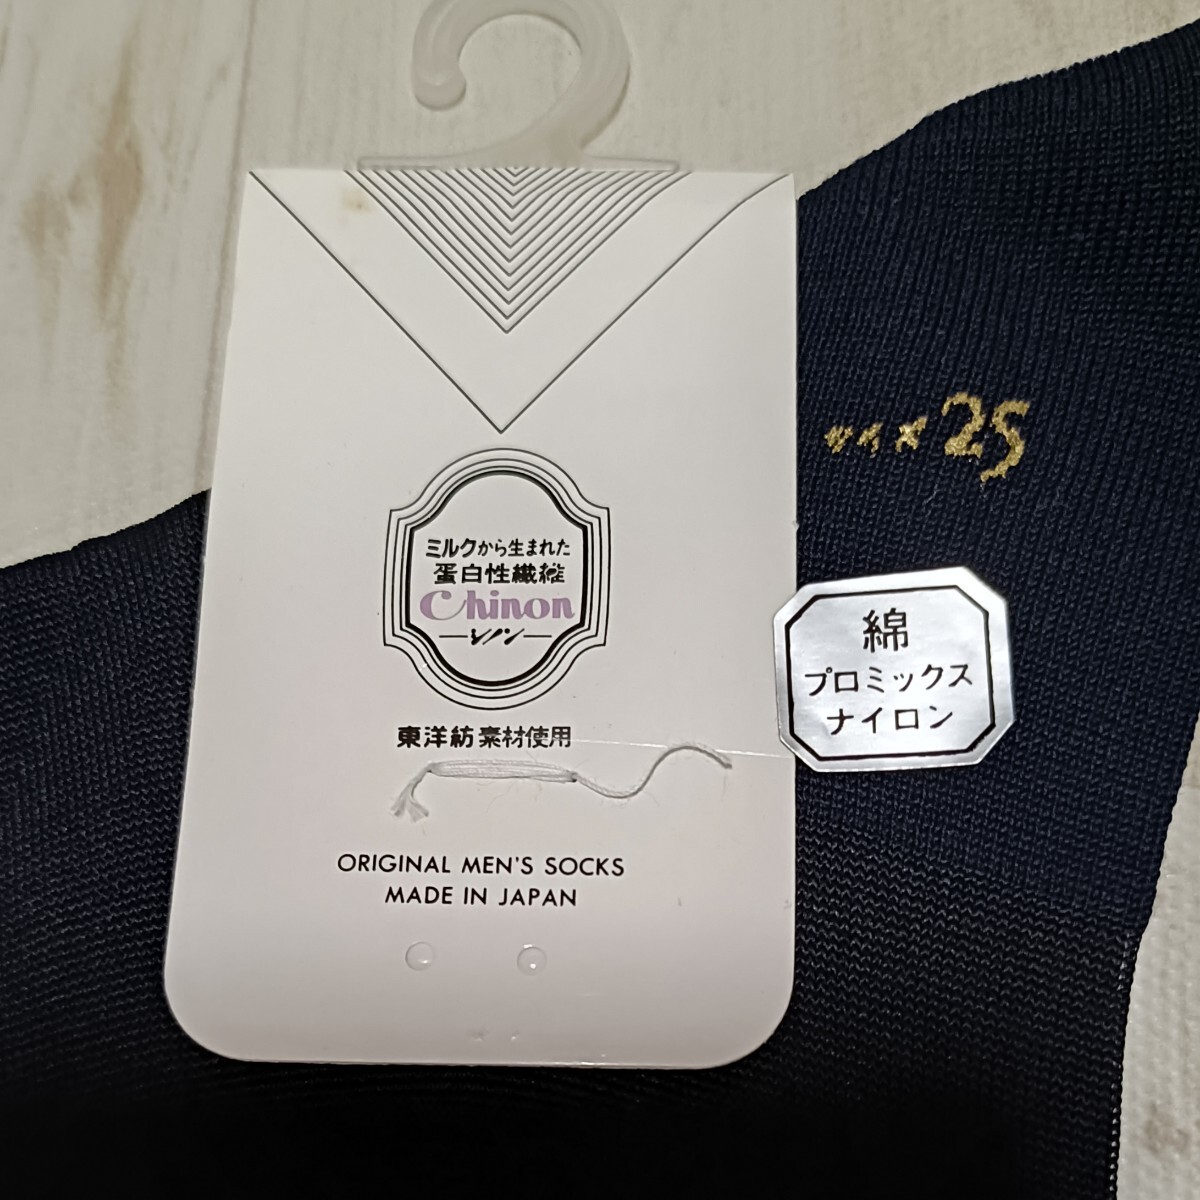 ミルクから生まれた
蛋白性繊維
Chinon
―シノン―
東洋紡素材使用
ORIGINAL MEN'S SOCKS
MADE IN JAPAN
サイズ 25
綿
プロミックス
ナイロン